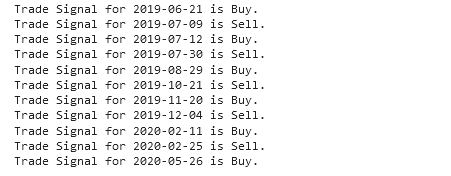 Trade Signal for 2019-06-21 is Buy.
Trade Signal for 2019-07-09 is Sell.
Trade Signal for 2019-07-12 is Buy.
Trade Signal for 2019-07-30 is Sell.
Trade Signal for 2019-08-29 is Buy.
Trade Signal for 2019-10-21 is Sell.
Trade Signal for 2019-11-20 is Buy.
Trade Signal for 2019-12-04 is Sell.
Trade Signal for 2020-02-11 is Buy.
Trade Signal for 2020-02-25 is Sell.
Trade Signal for 2020-05-26 is Buy.